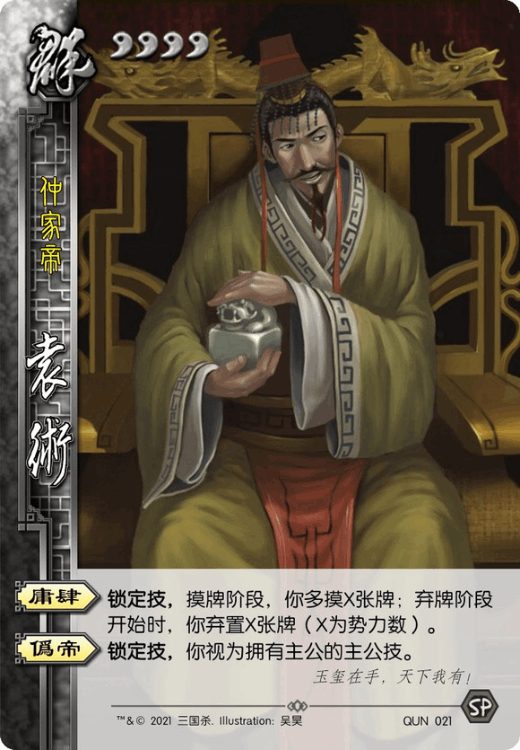 群
仲家帝
袁術
庸肆
锁定技，摸牌阶段，你多摸X张牌；弃牌阶段
开始时，你弃置X张牌（X为势力数）。
僞帝
锁定技，你视为拥有主公的主公技。
玉玺在手，天下我有！
™&© 2021 三国杀. Illustration: 吴昊
QUN 021
SP